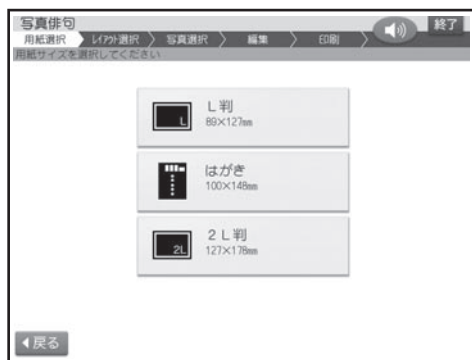 写真俳句
終了
用紙選択 レイアウト選択 写真選択 編集 印刷
用紙サイズを選択してください
L
L判
89×127mm
はがき
100×148mm
2L
2L判
127×178mm
戻る